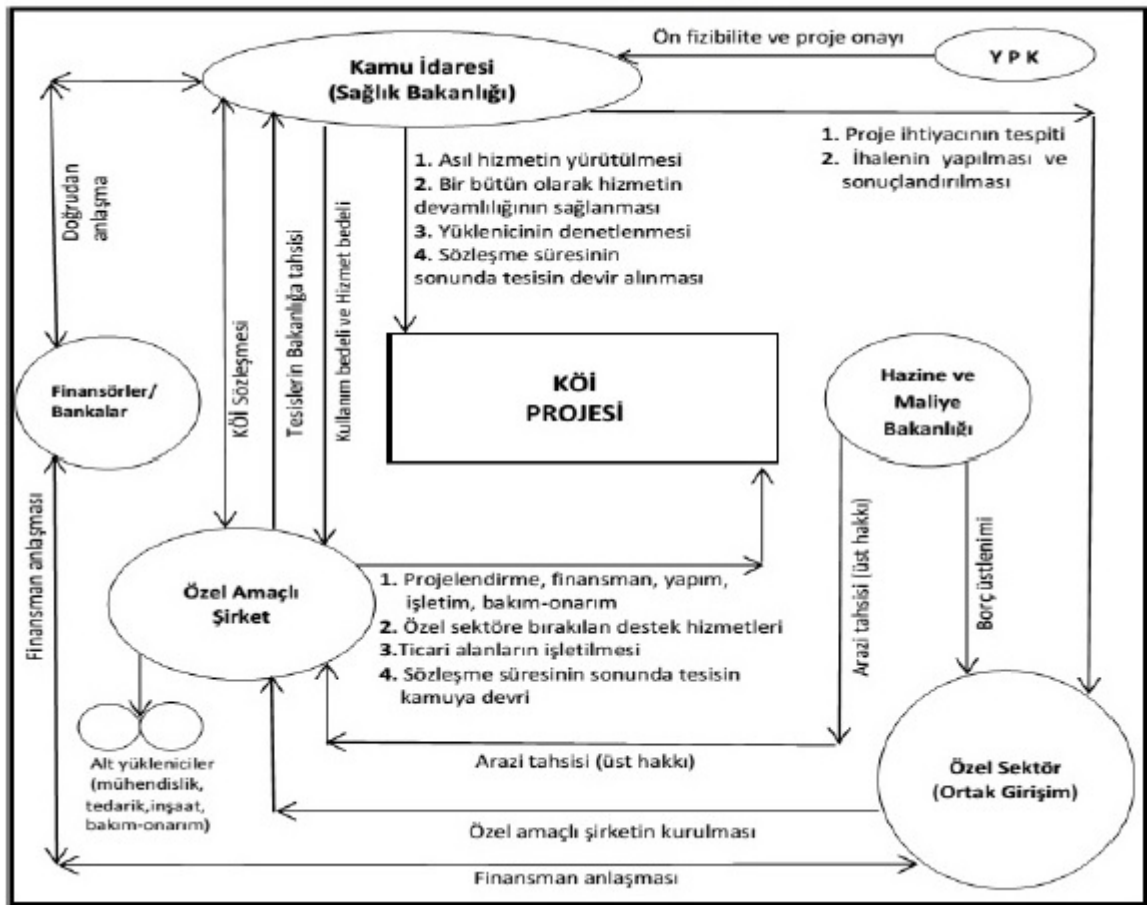 Ön fizibilite ve proje onayı
Y P K
Kamu İdaresi
(Sağlık Bakanlığı)
1. Proje ihtiyacının tespiti
2. İhalenin yapılması ve
sonuçlandırılması
1. Asıl hizmetin yürütülmesi
2. Bir bütün olarak hizmetin
devamlılığının sağlanması
3. Yüklenicinin denetlenmesi
4. Sözleşme süresinin
sonunda tesisin devir alınması
Doğrudan
anlaşma
KÖİ Sözleşmesi
Tesislerin Bakanlığa tahsisi
Kullanım bedeli ve Hizmet bedeli
Finansörler/
Bankalar
KÖİ
PROJESİ
Hazine ve
Maliye
Bakanlığı
Finansman anlaşması
Özel Amaçlı
Şirket
1. Projelendirme, finansman, yapım,
işletim, bakım-onarım
2. Özel sektöre bırakılan destek hizmetleri
3.Ticari alanların işletilmesi
4. Sözleşme süresinin sonunda tesisin
kamuya devri
Arazi tahsisi (üst hakkı)
Borç üstlenimi
Alt yükleniciler
(mühendislik,
tedarik,inşaat,
bakım-onarım)
Arazi tahsisi (üst hakkı)
Özel Sektör
(Ortak Girişim)
Özel amaçlı şirketin kurulması
Finansman anlaşması